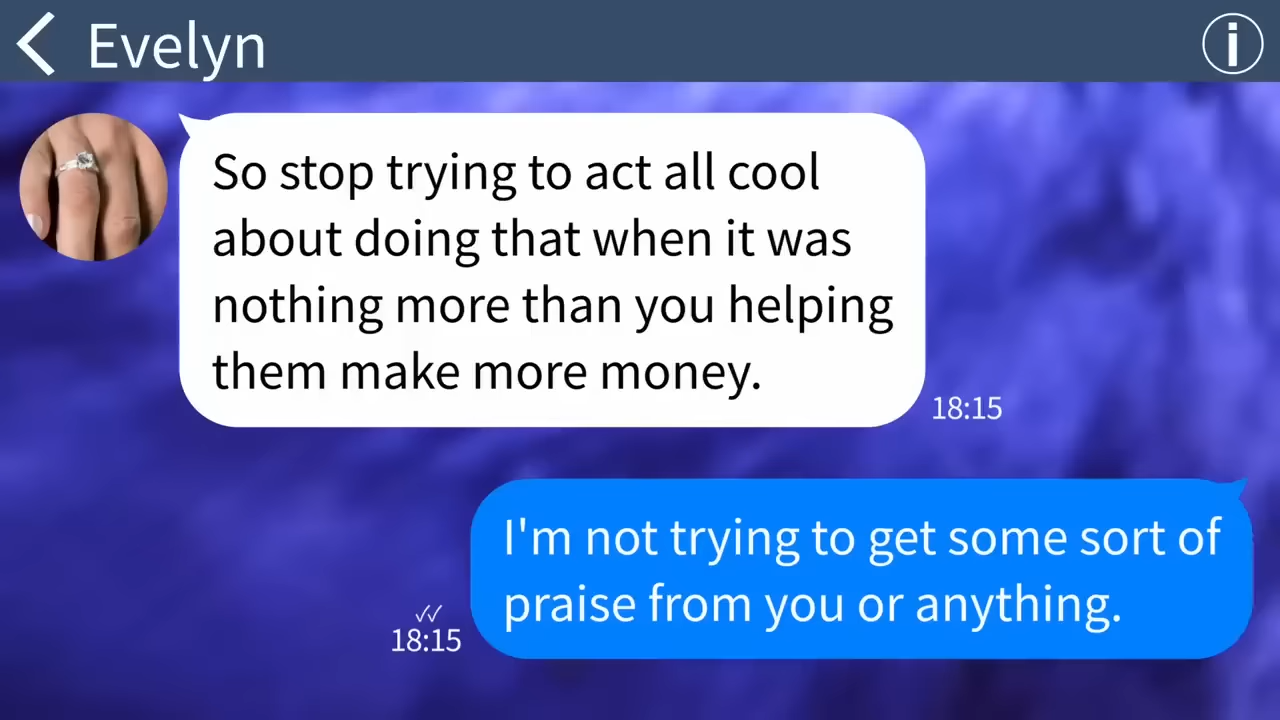 Evelyn
So stop trying to act all cool
about doing that when it was
nothing more than you helping
them make more money.
18:15
I'm not trying to get some sort of
praise from you or anything.
18:15